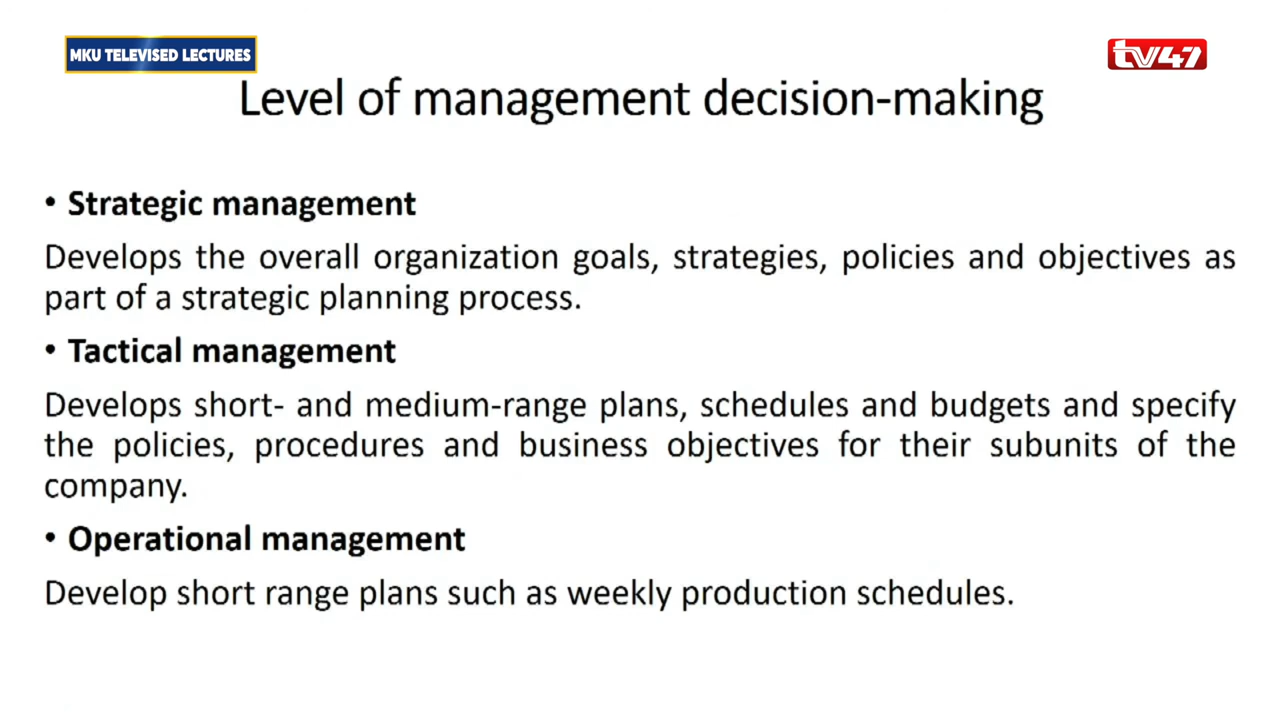 MKU TELEVISED LECTURES
tv47
Level of management decision-making
• Strategic management
Develops the overall organization goals, strategies, policies and objectives as
part of a strategic planning process.
• Tactical management
Develops short- and medium-range plans, schedules and budgets and specify
the policies, procedures and business objectives for their subunits of the
company.
• Operational management
Develop short range plans such as weekly production schedules.